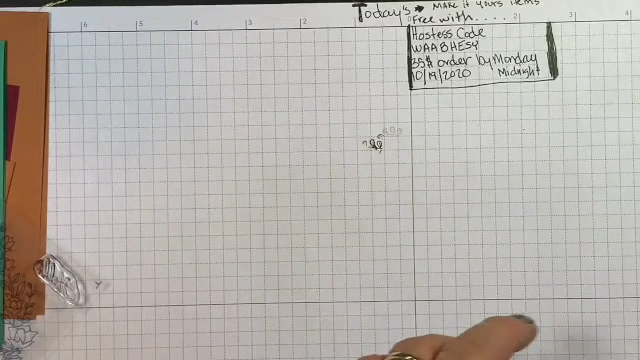 Today's → MAKE IT YOURS ITEMS
Free with.....
Hostess Code
WAABHESY
35$ order by Monday
10/19/2020 Midnight
6 5 4 3 2 2 3 4